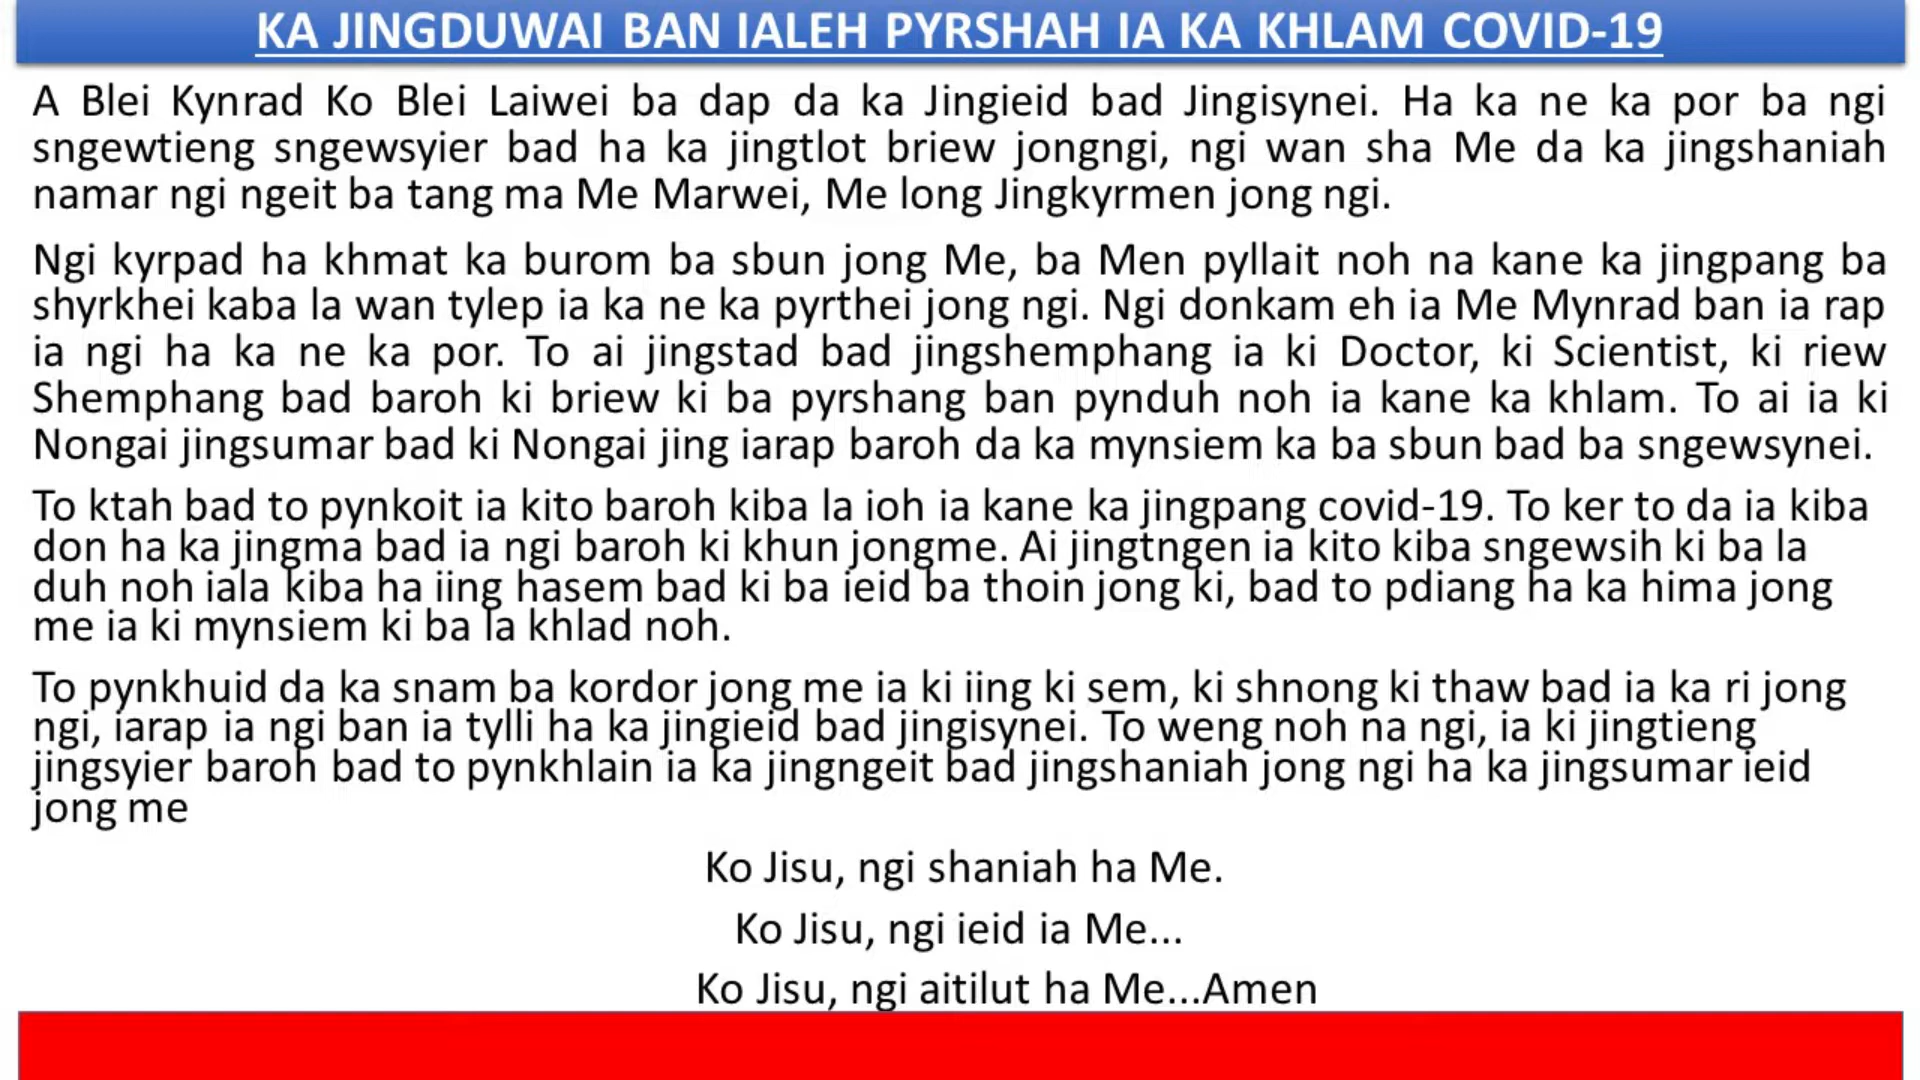 KA JINGDUWAI BAN IALEH PYRSHAH IA KA KHLAM COVID-19
A Blei Kynrad Ko Blei Laiwei ba dap da ka Jingieid bad Jingisynei. Ha ka ne ka por ba ngi
sngewtieng sngewsyier bad ha ka jingtlot briew jongngi, ngi wan sha Me da ka jingshaniah
namar ngi ngeit ba tang ma Me Marwei, Me long Jingkyrmen jong ngi.
Ngi kyrpad ha khmat ka burom ba sbun jong Me, ba Men pyllait noh na kane ka jingpang ba
shyrkhei kaba la wan tylep ia ka ne ka pyrthei jong ngi. Ngi donkam eh ia Me Mynrad ban ia rap
ia ngi ha ka ne ka por. To ai jingstad bad jingshemphang ia ki Doctor, ki Scientist, ki riew
Shemphang bad baroh ki briew ki ba pyrshang ban pynduh noh ia kane ka khlam. To ai ia ki
Nongai jingsumar bad ki Nongai jing iarap baroh da ka mynsiem ka ba sbun bad ba sngewsynei.
To ktah bad to pynkoit ia kito baroh kiba la ioh ia kane ka jingpang covid-19. To ker to da ia kiba
don ha ka jingma bad ia ngi baroh ki khun jongme. Ai jingtngen ia kito kiba sngewsih ki ba la
duh noh iala kiba ha iing hasem bad ki ba ieid ba thoin jong ki, bad to pdiang ha ka hima jong
me ia ki mynsiem ki ba la khlad noh.
To pynkhuid da ka snam ba kordor jong me ia ki iing ki sem, ki shnong ki thaw bad ia ka ri jong
ngi, iarap ia ngi ban ia tylli ha ka jingieid bad jingisynei. To weng noh na ngi, ia ki jingtieng
jingsyier baroh bad to pynkhlain ia ka jingngeit bad jingshaniah jong ngi ha ka jingsumar ieid
jong me
Ko Jisu, ngi shaniah ha Me.
Ko Jisu, ngi ieid ia Me...
Ko Jisu, ngi aitilut ha Me...Amen